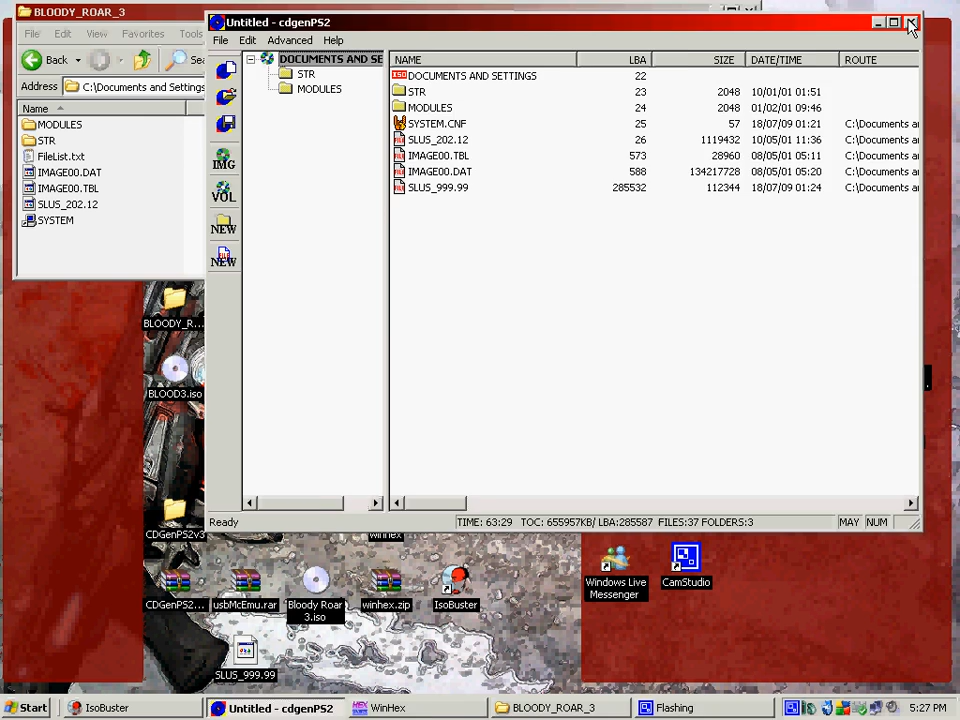 BLOODY_ROAR_3
File Edit View Favorites Tools
Back
Address C:\Documents and Settings
Name
MODULES
STR
FileList.txt
IMAGE00.DAT
IMAGE00.TBL
SLUS_202.12
SYSTEM
Untitled - cdgenPS2
File Edit Advanced Help
IMG
VOL
NEW
NEW
DOCUMENTS AND SE
STR
MODULES
NAME LBA SIZE DATE/TIME ROUTE
DOCUMENTS AND SETTINGS 22
STR 23 2048 10/01/01 01:51
MODULES 24 2048 01/02/01 09:46
SYSTEM.CNF 25 57 18/07/09 01:21 C:\Documents a
SLUS_202.12 26 1119432 10/05/01 11:36 C:\Documents a
IMAGE00.TBL 573 28960 08/05/01 05:11 C:\Documents a
IMAGE00.DAT 588 134217728 08/05/01 05:20 C:\Documents a
SLUS_999.99 285532 112344 18/07/09 01:24 C:\Documents a
Ready TIME: 63:29 TOC: 655957KB/ LBA:285587 FILES:37 FOLDERS:3 MAY NUM
BLOODY_R...
BLOOD3.iso
CDGenPS2v3
winhex
CDGenPS2... usbMcEmu.rar Bloody Roar 3.iso winhex.zip IsoBuster
SLUS_999.99
Windows Live Messenger
CamStudio
Start IsoBuster Untitled - cdgenPS2 WinHex BLOODY_ROAR_3 Flashing 5:27 PM